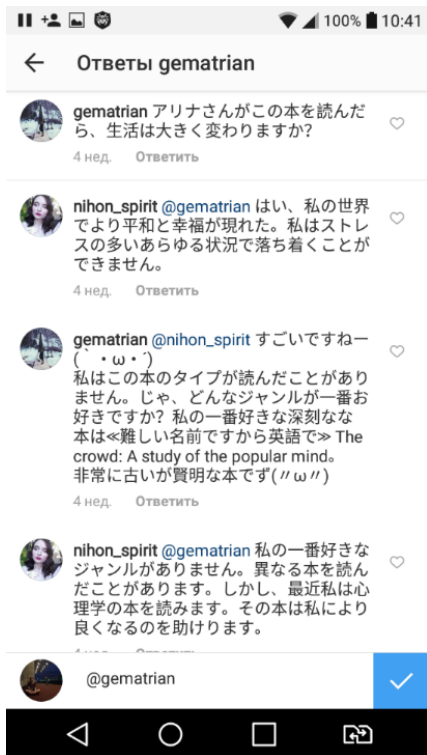 100% 10:41
Ответы gematrian
gematrian アリナさんがこの本を読んだ
ら、生活は大きく変わりますか?
4 нед. Ответить
nihon_spirit @gematrian はい、私の世界
でより平和と幸福が現れた。私はストレ
スの多いあらゆる状況で落ち着くことが
できません。
4 нед. Ответить
gematrian @nihon_spirit すごいですねー
(｀・ω・´)
私はこの本のタイプが読んだことがあり
ません。じゃ、どんなジャンルが一番お
好きですか? 私の一番好きな深刻なな
本は≪難しい名前ですから英語で≫ The
crowd: A study of the popular mind。
非常に古いが賢明な本でず(〃ω〃)
4 нед. Ответить
nihon_spirit @gematrian 私の一番好きな
ジャンルがありません。異なる本を読ん
だことがあります。しかし、最近私は心
理学の本を読みます。その本は私により
良くなるのを助けります。
4 нед. Ответить
@gematrian